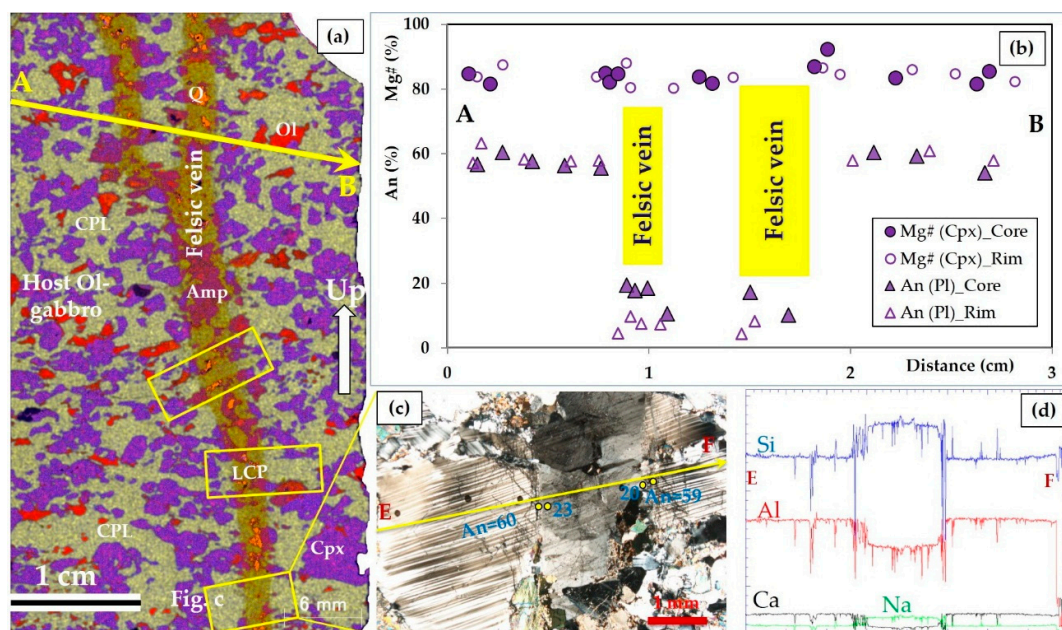 (a)
A
Q
Ol
B
Felsic vein
CPL
Host Ol-
gabbro
Amp
Up
LCP
CPL
Cpx
1 cm
Fig. c
6 mm
(b)
Mg# (%)
An (%)
100
80
60
40
20
0
A
B
Felsic vein
Felsic vein
Mg# (Cpx)_Core
Mg# (Cpx)_Rim
An (Pl)_Core
An (Pl)_Rim
0
1
2
Distance (cm)
3
(c)
E
F
An=60
23
20
An=59
1 mm
(d)
Si
E
F
Al
Ca
Na